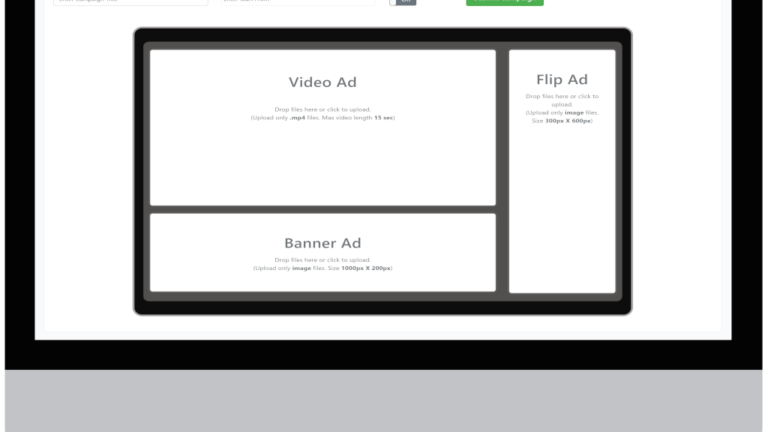 Video Ad
Drop files here or click to upload.
(Upload only .mp4 files. Max video length 15 sec)
Flip Ad
Drop files here or click to
upload.
(Upload only image files.
Size 300px X 600px)
Banner Ad
Drop files here or click to upload.
(Upload only image files. Size 1000px X 200px)